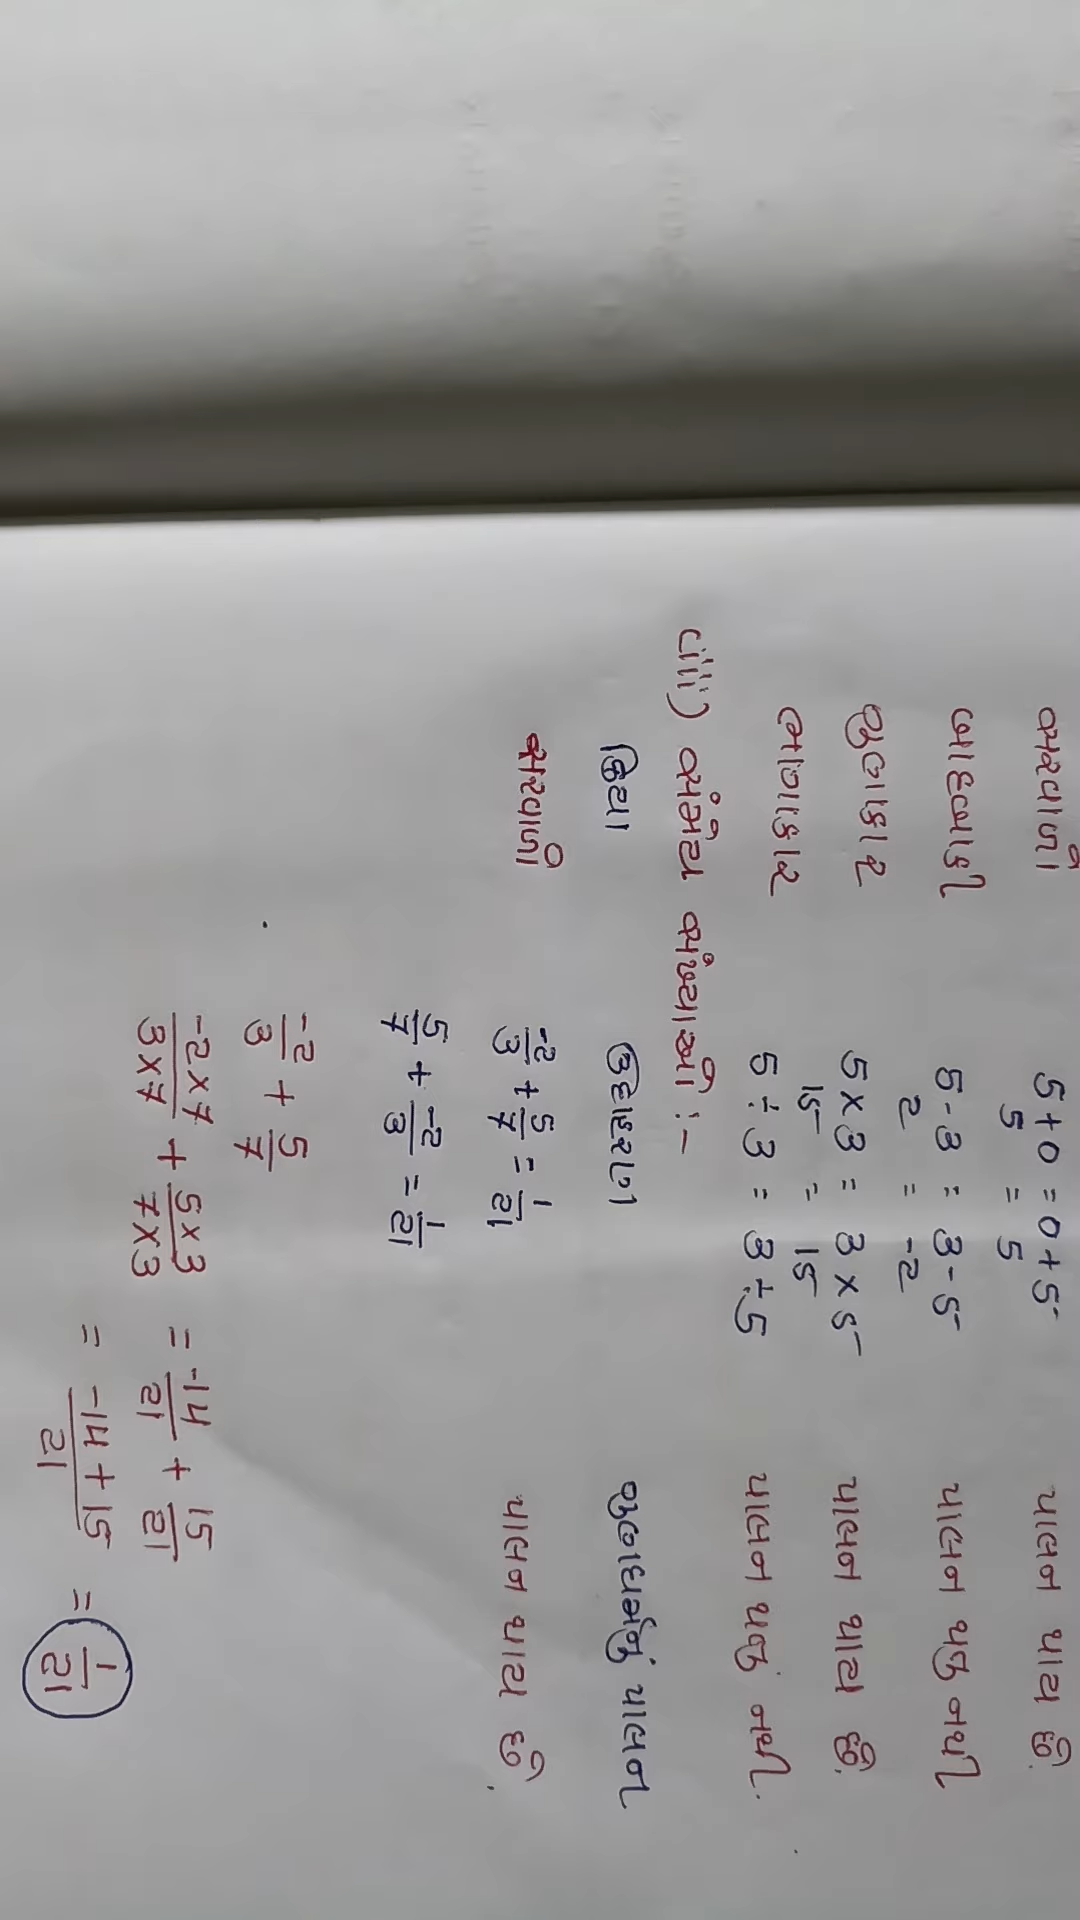 સરવાળો 5+0 = 0+5 પાલન થાય છે.
5 = 5
બાદબાકી 5-3 = 3-5 પાલન થતું નથી
2 = -2
ગુણાકાર 5×3 = 3×5 પાલન થાય છે.
15 = 15
ભાગાકાર 5÷3 = 3÷5 પાલન થતું નથી.
(iii) સંમેય સંખ્યાઓ :-
ક્રિયા ઉદાહરણ ગુણધર્મનું પાલન
સરવાળો -2/3 + 5/7 = 1/21 પાલન થાય છે.
5/7 + -2/3 = 1/21
-2/3 + 5/7
-2×7/3×7 + 5×3/7×3 = -14/21 + 15/21
= -14+15/21 = 1/21